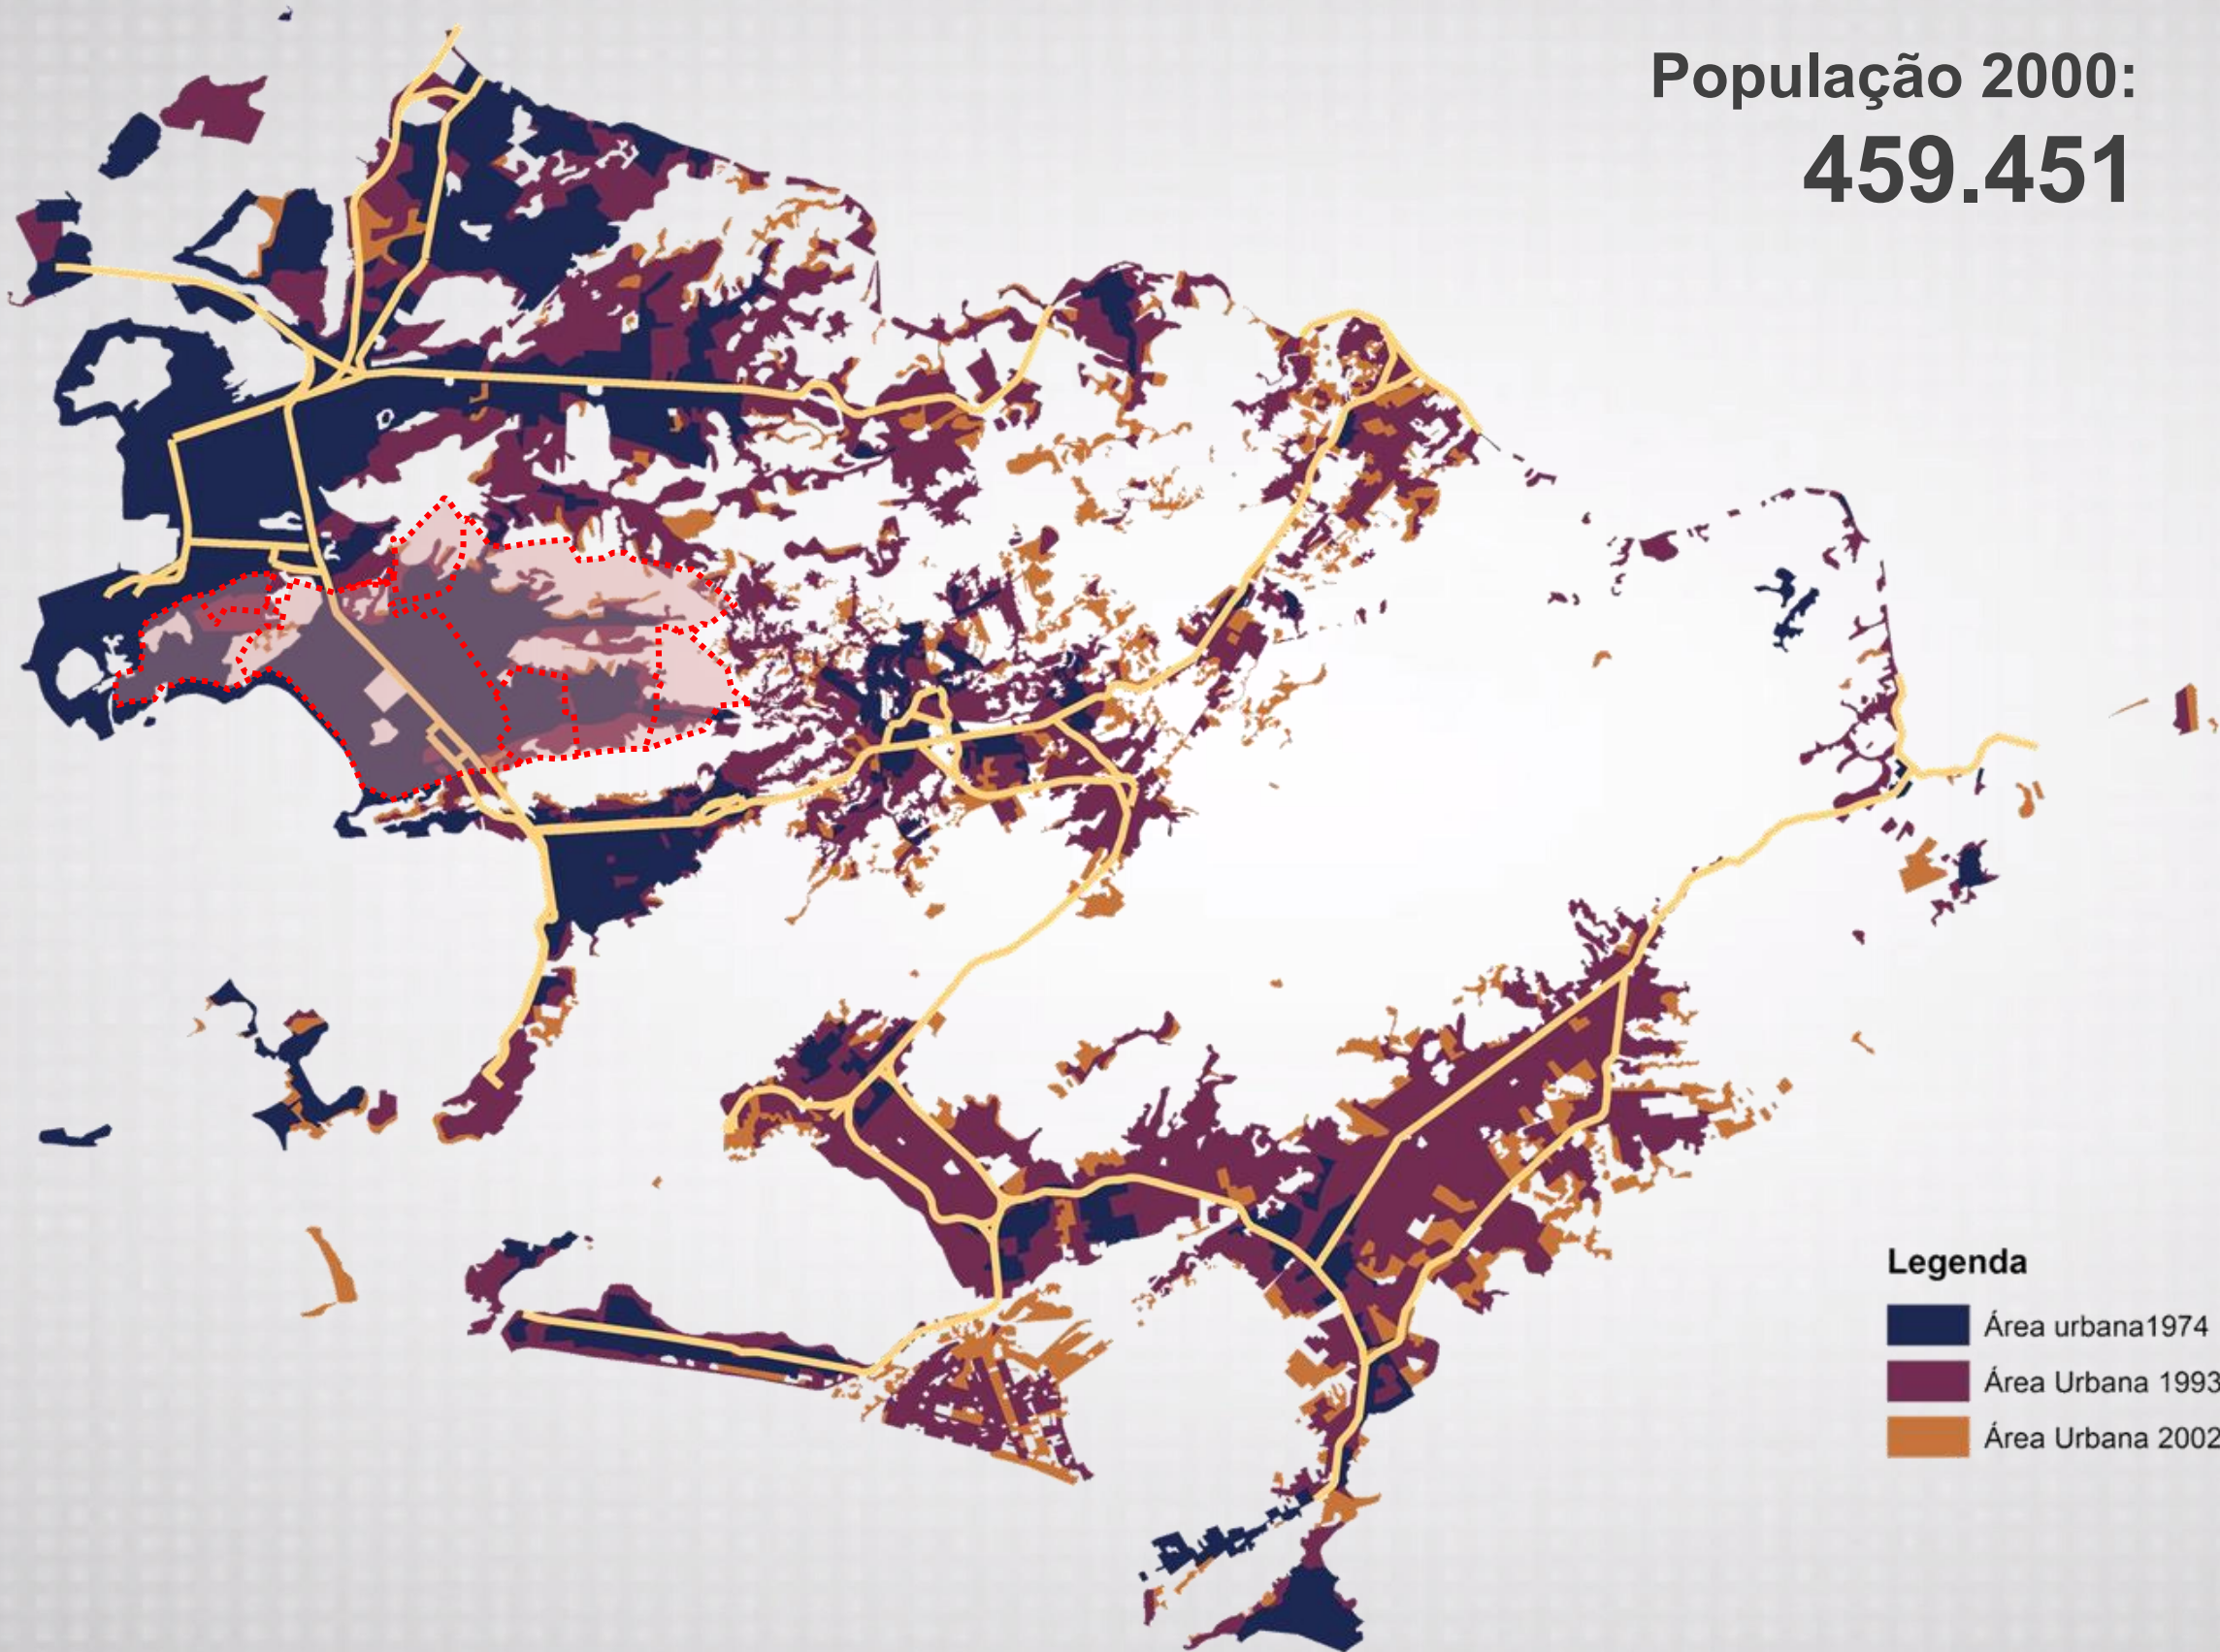 População 2000:
459.451
Legenda
Área urbana1974
Área Urbana 1993
Área Urbana 2002